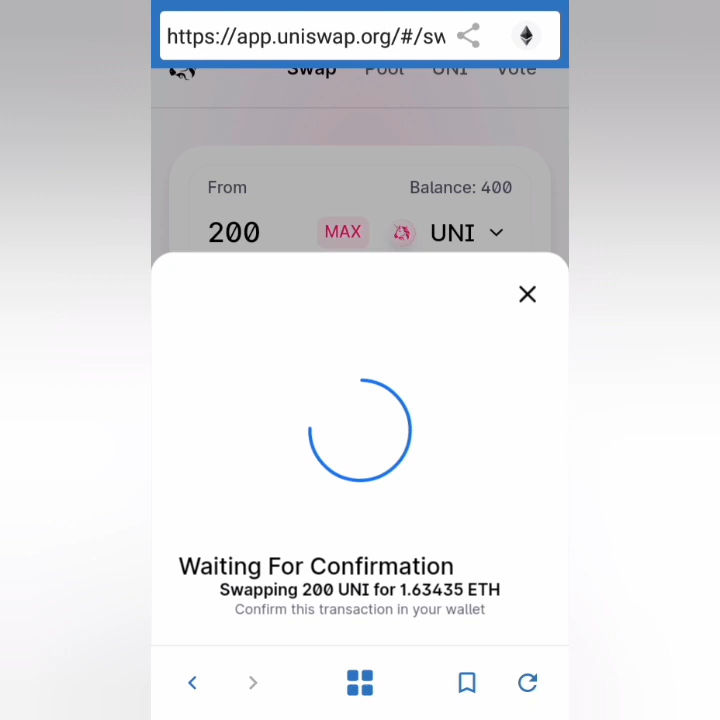 https://app.uniswap.org/#/sw
Swap Pool UNI Vote
From Balance: 400
200 MAX UNI
Waiting For Confirmation
Swapping 200 UNI for 1.63435 ETH
Confirm this transaction in your wallet